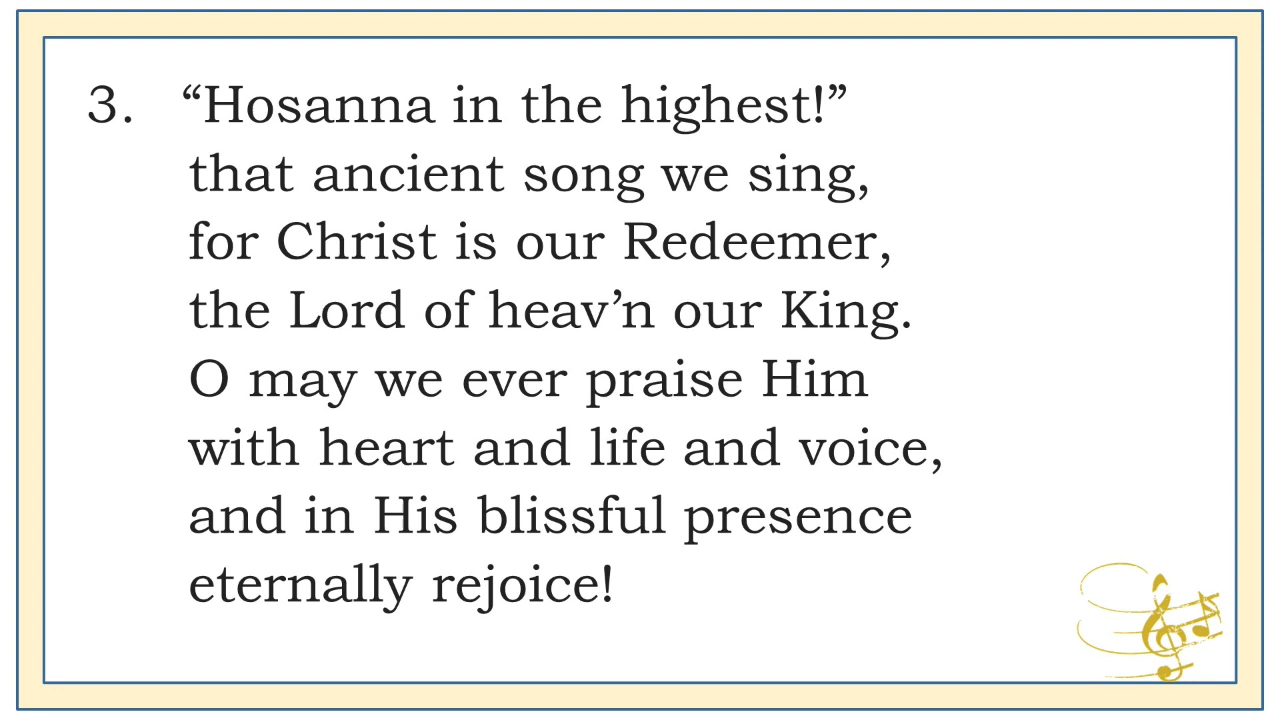 3. “Hosanna in the highest!”
that ancient song we sing,
for Christ is our Redeemer,
the Lord of heav’n our King.
O may we ever praise Him
with heart and life and voice,
and in His blissful presence
eternally rejoice!